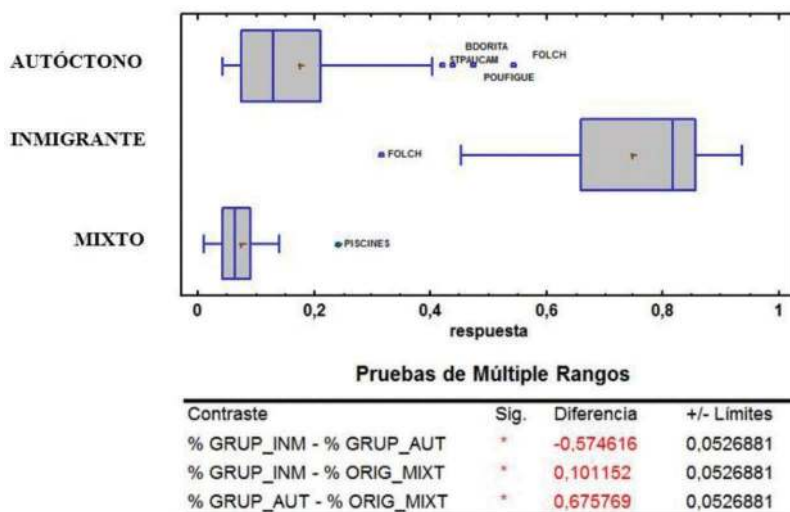 AUTÓCTONO
BDORITA
STPAUCAM
FOLCH
POUFIGUE
INMIGRANTE
FOLCH
MIXTO
PISCINES
0 0,2 0,4 0,6 0,8 1
respuesta
Pruebas de Múltiple Rangos
Contraste Sig. Diferencia +/- Límites
% GRUP_INM - % GRUP_AUT * -0,574616 0,0526881
% GRUP_INM - % ORIG_MIXT * 0,101152 0,0526881
% GRUP_AUT - % ORIG_MIXT * 0,675769 0,0526881